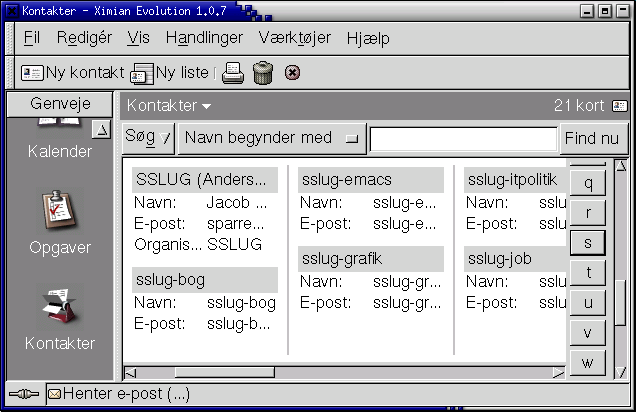 Kontakter - Ximian Evolution 1.0.7
Fil Redigér Vis Handlinger Værktøjer Hjælp
Ny kontakt Ny liste
Genveje
Kontakter 21 kort
Søg Navn begynder med Find nu
Kalender
Opgaver
Kontakter
SSLUG (Anders...
Navn: Jacob ...
E-post: sparre...
Organis... SSLUG
sslug-bog
Navn: sslug-bog
E-post: sslug-b...
sslug-emacs
Navn: sslug-e...
E-post: sslug-e...
sslug-grafik
Navn: sslug-gr...
E-post: sslug-gr...
sslug-itpolitik
Navn: sslu
E-post: sslu
sslug-job
Navn: sslu
E-post: sslu
q
r
s
t
u
v
w
Henter e-post (...)